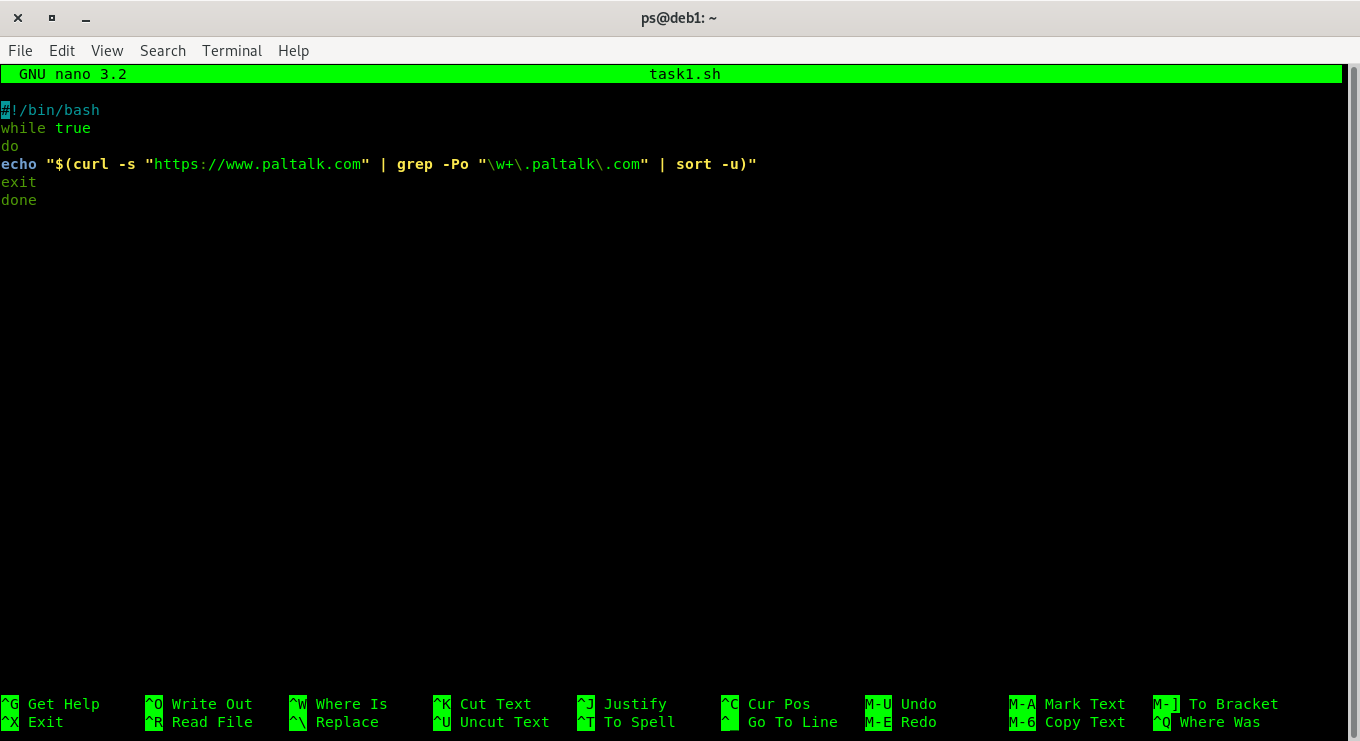 ps@deb1: ~
File Edit View Search Terminal Help
GNU nano 3.2 task1.sh
#!/bin/bash
while true
do
echo "$(curl -s "https://www.paltalk.com" | grep -Po "\w+\.paltalk\.com" | sort -u)"
exit
done
^G Get Help ^O Write Out ^W Where Is ^K Cut Text ^J Justify ^C Cur Pos M-U Undo M-A Mark Text M-] To Bracket
^X Exit ^R Read File ^\ Replace ^U Uncut Text ^T To Spell ^_ Go To Line M-E Redo M-6 Copy Text ^Q Where Was